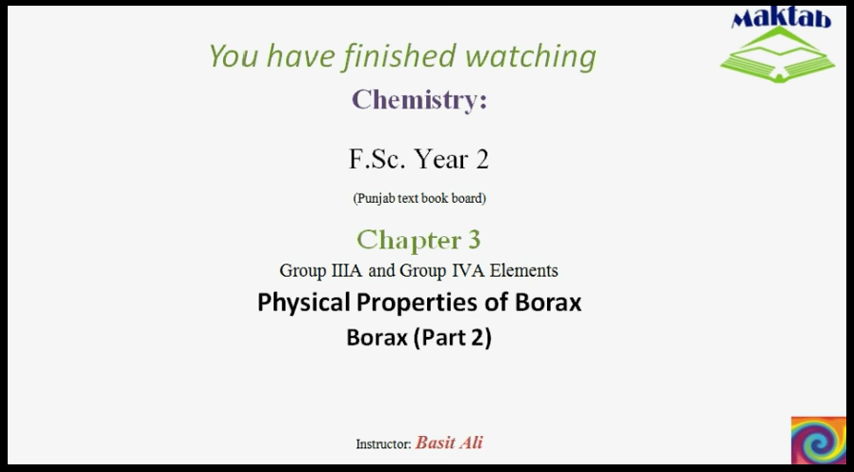 Maktab
You have finished watching
Chemistry:
F.Sc. Year 2
(Punjab text book board)
Chapter 3
Group IIIA and Group IVA Elements
Physical Properties of Borax
Borax (Part 2)
Instructor: Basit Ali